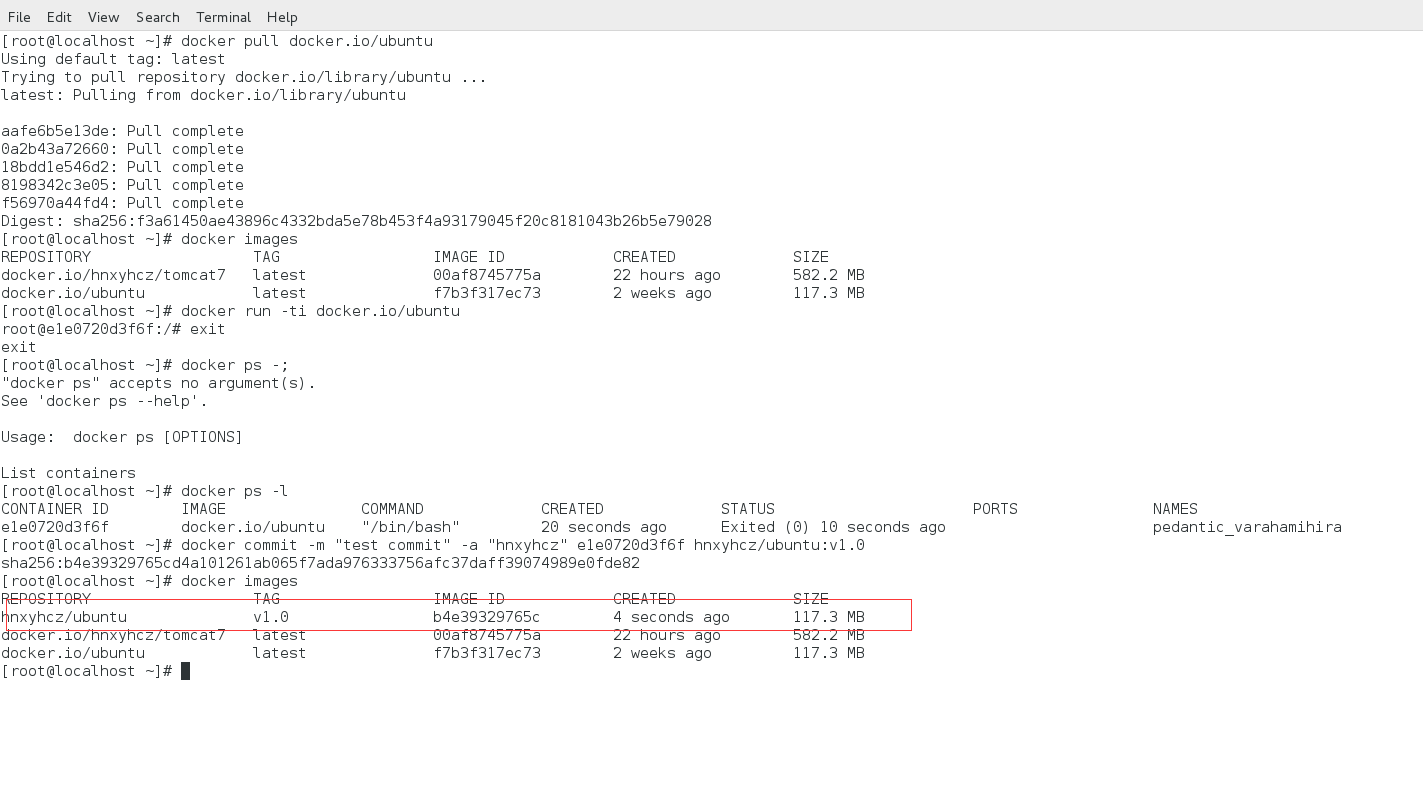 File Edit View Search Terminal Help
[root@localhost ~]# docker pull docker.io/ubuntu
Using default tag: latest
Trying to pull repository docker.io/library/ubuntu ...
latest: Pulling from docker.io/library/ubuntu
aafe6b5e13de: Pull complete
0a2b43a72660: Pull complete
18bdd1e546d2: Pull complete
8198342c3e05: Pull complete
f56970a44fd4: Pull complete
Digest: sha256:f3a61450ae43896c4332bda5e78b453f4a93179045f20c8181043b26b5e79028
[root@localhost ~]# docker images
REPOSITORY TAG IMAGE ID CREATED SIZE
docker.io/hnxyhcz/tomcat7 latest 00af8745775a 22 hours ago 582.2 MB
docker.io/ubuntu latest f7b3f317ec73 2 weeks ago 117.3 MB
[root@localhost ~]# docker run -ti docker.io/ubuntu
root@e1e0720d3f6f:/# exit
exit
[root@localhost ~]# docker ps -;
"docker ps" accepts no argument(s).
See 'docker ps --help'.
Usage: docker ps [OPTIONS]
List containers
[root@localhost ~]# docker ps -l
CONTAINER ID IMAGE COMMAND CREATED STATUS PORTS NAMES
e1e0720d3f6f docker.io/ubuntu "/bin/bash" 20 seconds ago Exited (0) 10 seconds ago pedantic_varahamihira
[root@localhost ~]# docker commit -m "test commit" -a "hnxyhcz" e1e0720d3f6f hnxyhcz/ubuntu:v1.0
sha256:b4e39329765cd4a101261ab065f7ada976333756afc37daff39074989e0fde82
[root@localhost ~]# docker images
REPOSITORY TAG IMAGE ID CREATED SIZE
hnxyhcz/ubuntu v1.0 b4e39329765c 4 seconds ago 117.3 MB
docker.io/hnxyhcz/tomcat7 latest 00af8745775a 22 hours ago 582.2 MB
docker.io/ubuntu latest f7b3f317ec73 2 weeks ago 117.3 MB
[root@localhost ~]#